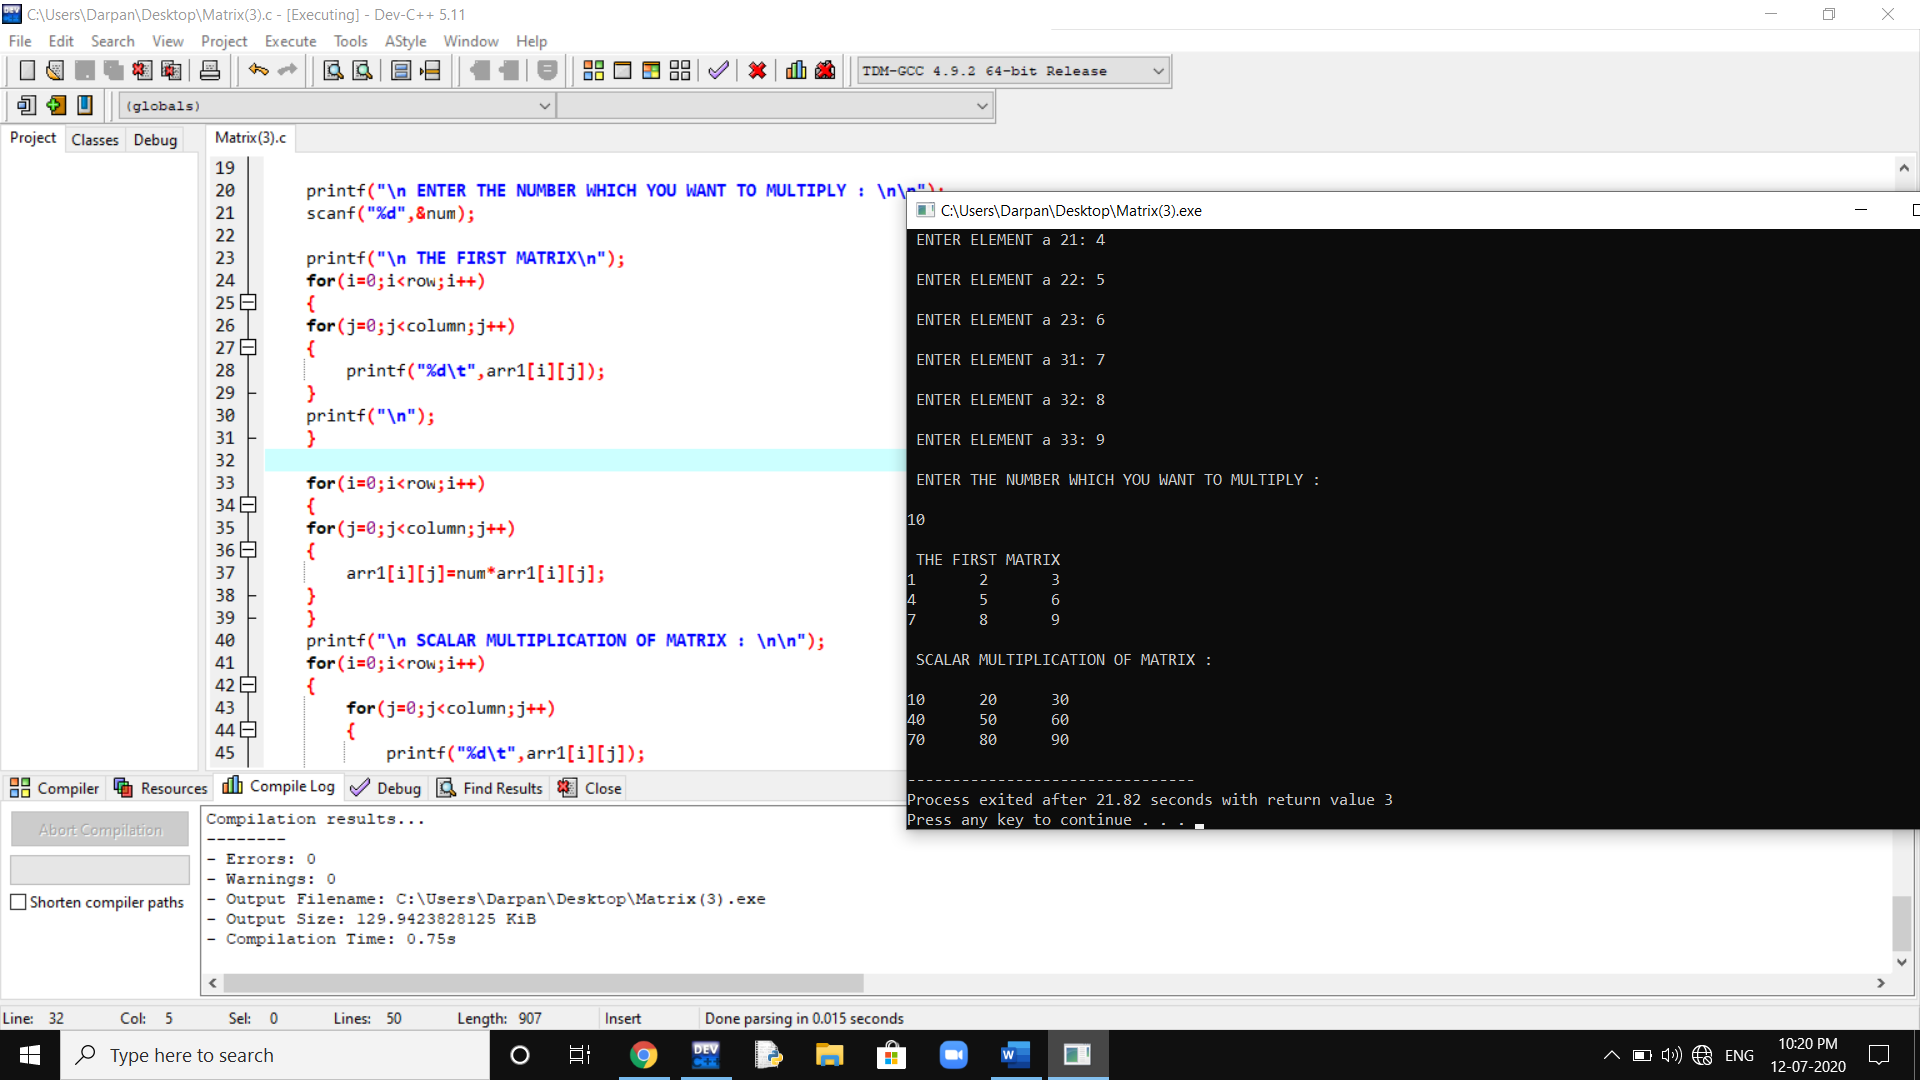 C:\Users\Darpan\Desktop\Matrix(3).c - [Executing] - Dev-C++ 5.11
File Edit Search View Project Execute Tools AStyle Window Help
TDM-GCC 4.9.2 64-bit Release
(globals)
Project Classes Debug
Matrix(3).c
19
20 printf("\n ENTER THE NUMBER WHICH YOU WANT TO MULTIPLY : \n\n");
21 scanf("%d",&num);
22
23 printf("\n THE FIRST MATRIX\n");
24 for(i=0;i<row;i++)
25 {
26 for(j=0;j<column;j++)
27 {
28 printf("%d\t",arr1[i][j]);
29 }
30 printf("\n");
31 }
32
33 for(i=0;i<row;i++)
34 {
35 for(j=0;j<column;j++)
36 {
37 arr1[i][j]=num*arr1[i][j];
38 }
39 }
40 printf("\n SCALAR MULTIPLICATION OF MATRIX : \n\n");
41 for(i=0;i<row;i++)
42 {
43 for(j=0;j<column;j++)
44 {
45 printf("%d\t",arr1[i][j]);
C:\Users\Darpan\Desktop\Matrix(3).exe
ENTER ELEMENT a 21: 4
ENTER ELEMENT a 22: 5
ENTER ELEMENT a 23: 6
ENTER ELEMENT a 31: 7
ENTER ELEMENT a 32: 8
ENTER ELEMENT a 33: 9
ENTER THE NUMBER WHICH YOU WANT TO MULTIPLY :
10
THE FIRST MATRIX
1 2 3
4 5 6
7 8 9
SCALAR MULTIPLICATION OF MATRIX :
10 20 30
40 50 60
70 80 90
--------------------------------
Process exited after 21.82 seconds with return value 3
Press any key to continue . . .
Compiler Resources Compile Log Debug Find Results Close
Abort Compilation
Shorten compiler paths
Compilation results...
--------
- Errors: 0
- Warnings: 0
- Output Filename: C:\Users\Darpan\Desktop\Matrix(3).exe
- Output Size: 129.9423828125 KiB
- Compilation Time: 0.75s
Line: 32 Col: 5 Sel: 0 Lines: 50 Length: 907 Insert Done parsing in 0.015 seconds
Type here to search
DEV
W
ENG
10:20 PM
12-07-2020